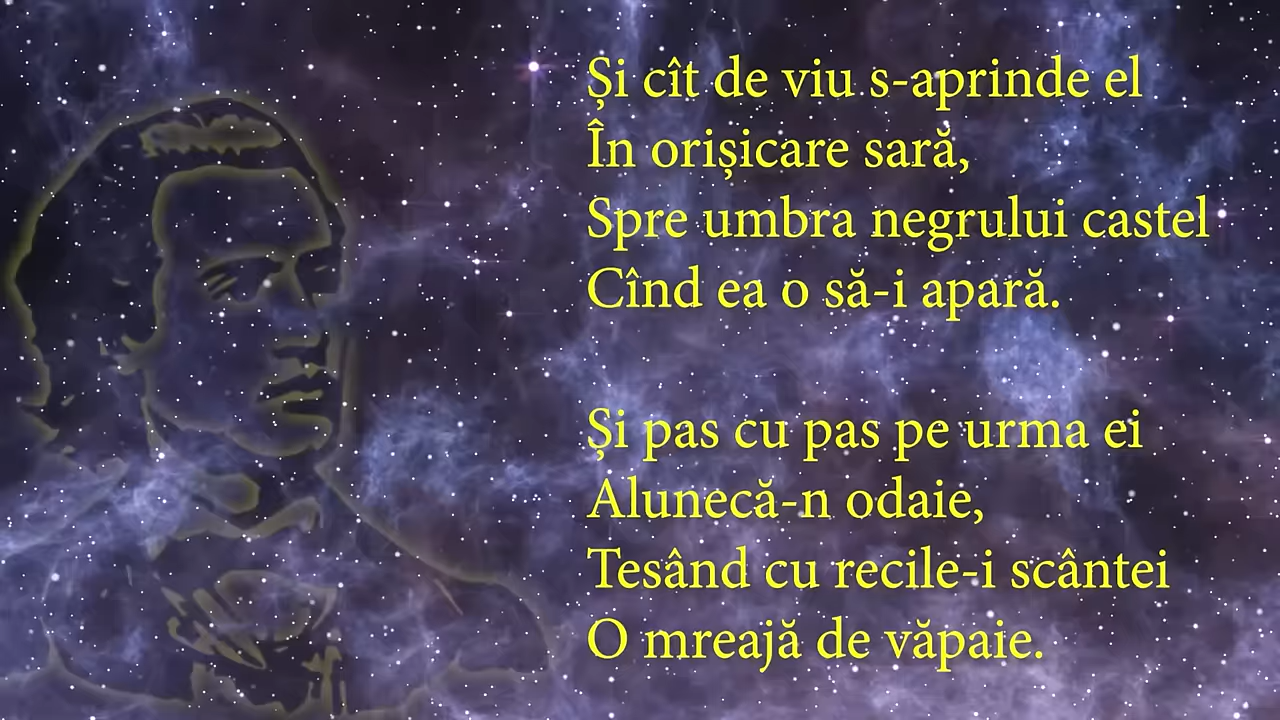 Și cît de viu s-aprinde el
În orișicare sară,
Spre umbra negrului castel
Cînd ea o să-i apară.
Și pas cu pas pe urma ei
Alunecă-n odaie,
Tesând cu recile-i scântei
O mreajă de văpaie.